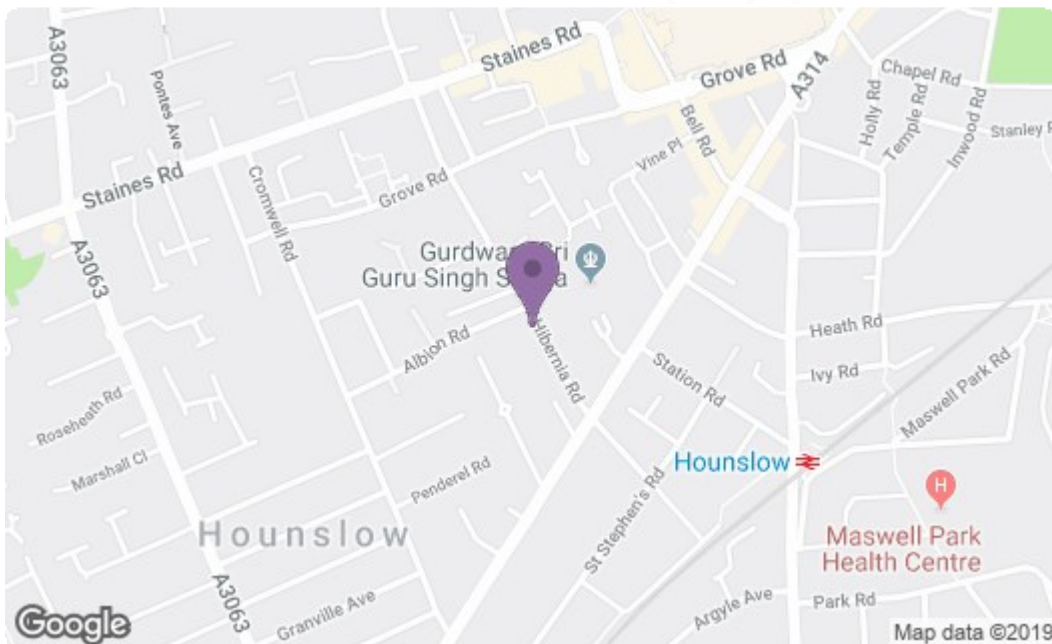 A3063
Pontes Ave
Staines Rd
Staines Rd
Grove Rd
A314
Chapel Rd
Holly Rd
Temple Rd
Inwood Rd
Stanley
Bell Rd
Vine Pl
Cromwell Rd
Grove Rd
A3063
Gurdwara Sri
Guru Singh Sabha
Hibernia Rd
Albion Rd
Heath Rd
Ivy Rd
Station Rd
Maswell Park Rd
Roseheath Rd
Marshall Cl
Penderel Rd
St Stephen's Rd
Hounslow
H
Hounslow
Maswell Park
Health Centre
A3063
Granville Ave
Argyle Ave
Park Rd
Google
Map data ©2019